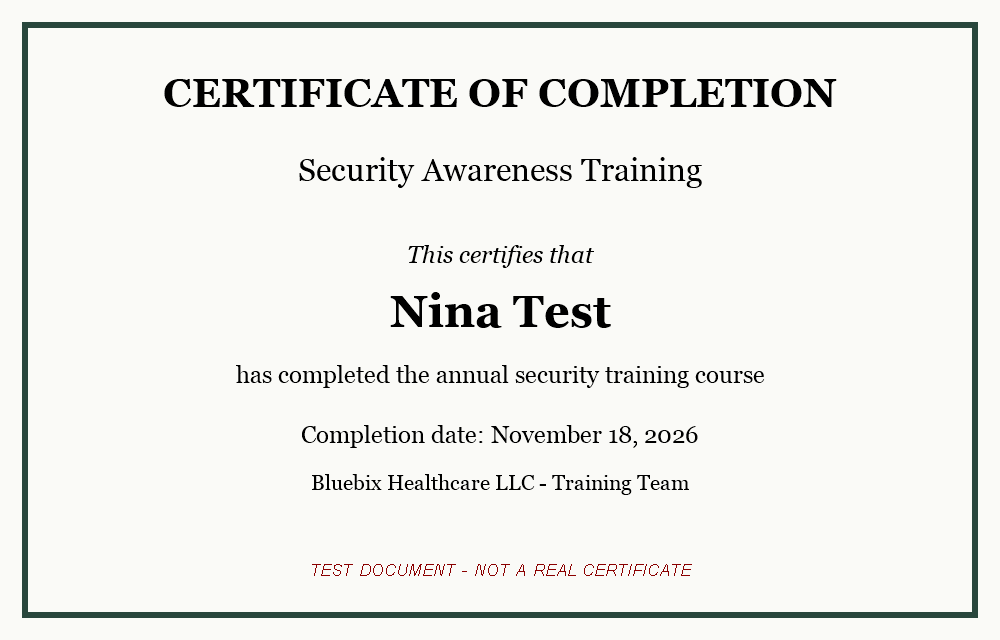 CERTIFICATE OF COMPLETION
Security Awareness Training
This certifies that
Nina Test
has completed the annual security training course
Completion date: November 18, 2026
Bluebix Healthcare LLC - Training Team
TEST DOCUMENT - NOT A REAL CERTIFICATE